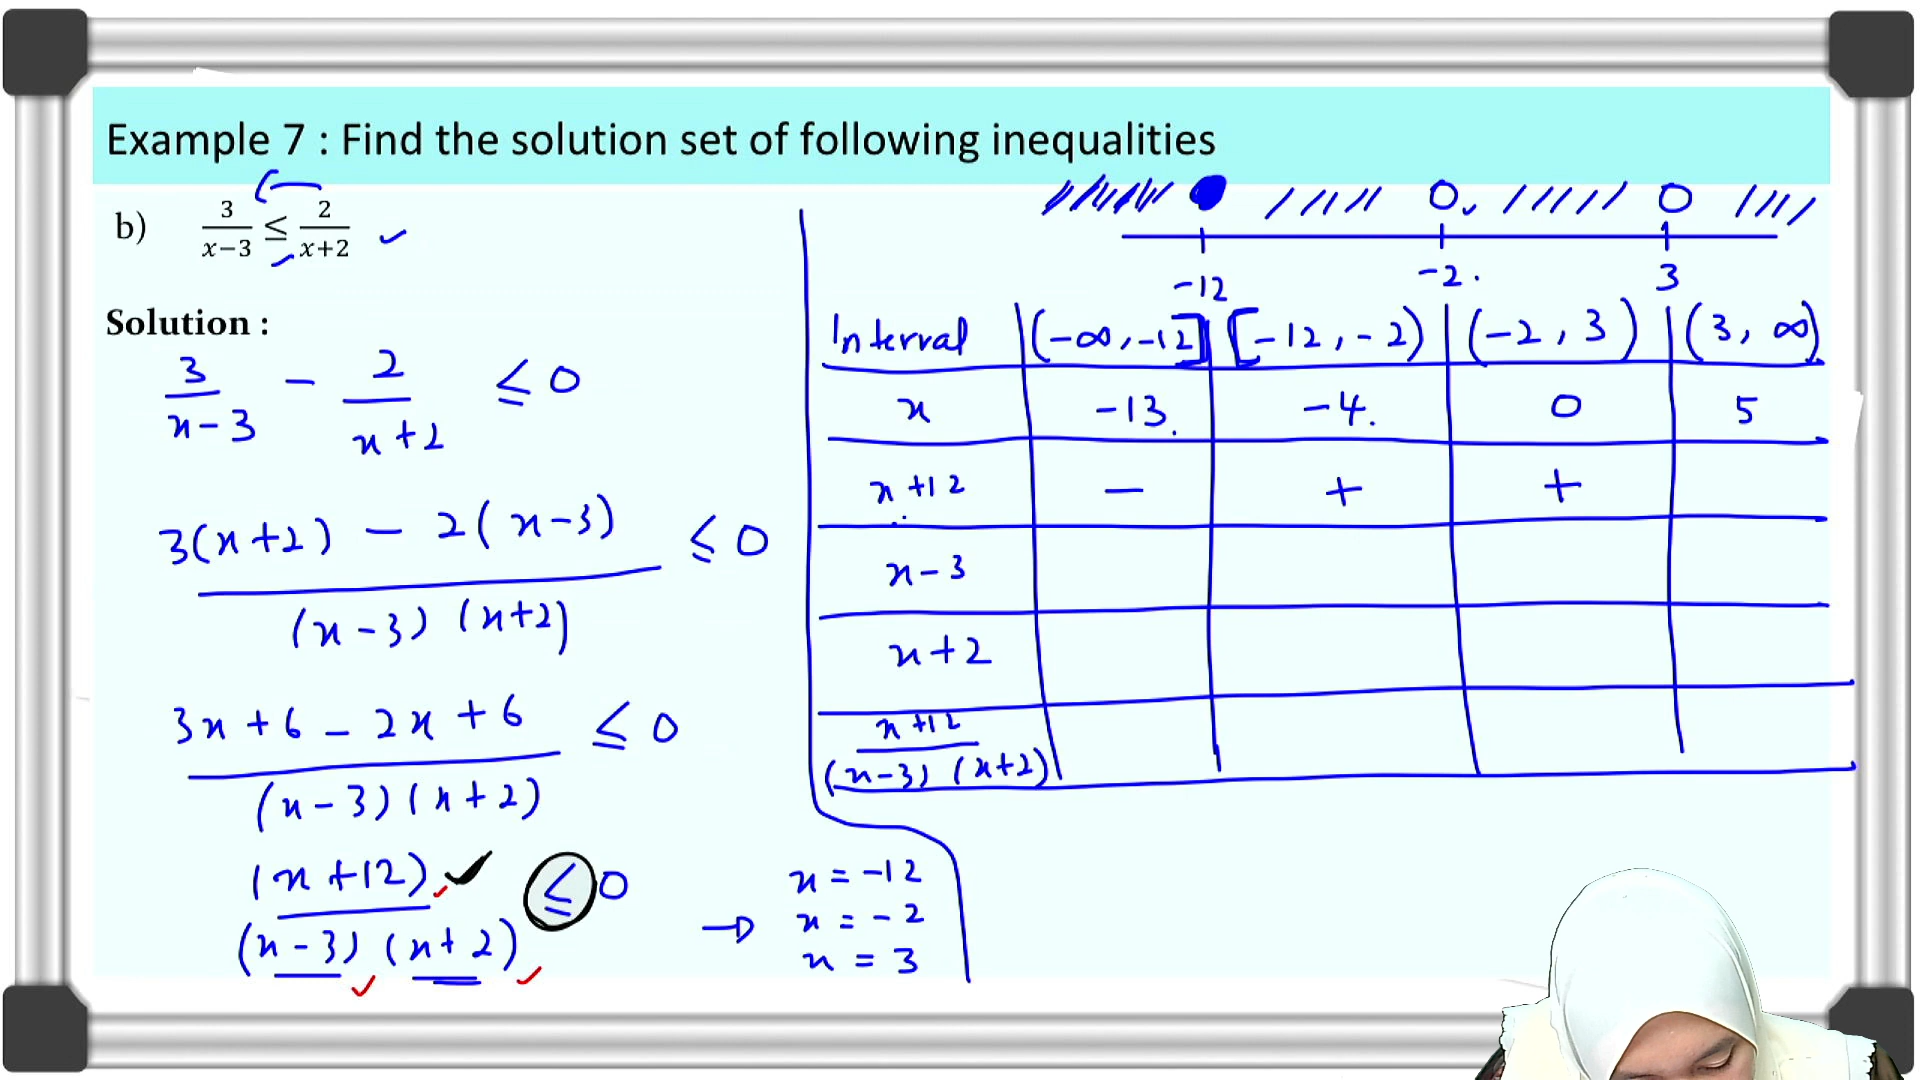 Example 7 : Find the solution set of following inequalities
b) 3/(x−3) ≤ 2/(x+2)
Solution :
3/(x-3) - 2/(x+2) ≤ 0
(3(x+2) - 2(x-3))/((x-3)(x+2)) ≤ 0
(3x+6-2x+6)/((x-3)(x+2)) ≤ 0
(x+12)/((x-3)(x+2)) ≤ 0
→ x = -12
x = -2
x = 3
-12 -2 3
Interval (-∞,-12] [-12,-2) (-2,3) (3,∞)
x -13 -4 0 5
x+12 - + +
x-3
x+2
(x+12)/((x-3)(x+2))